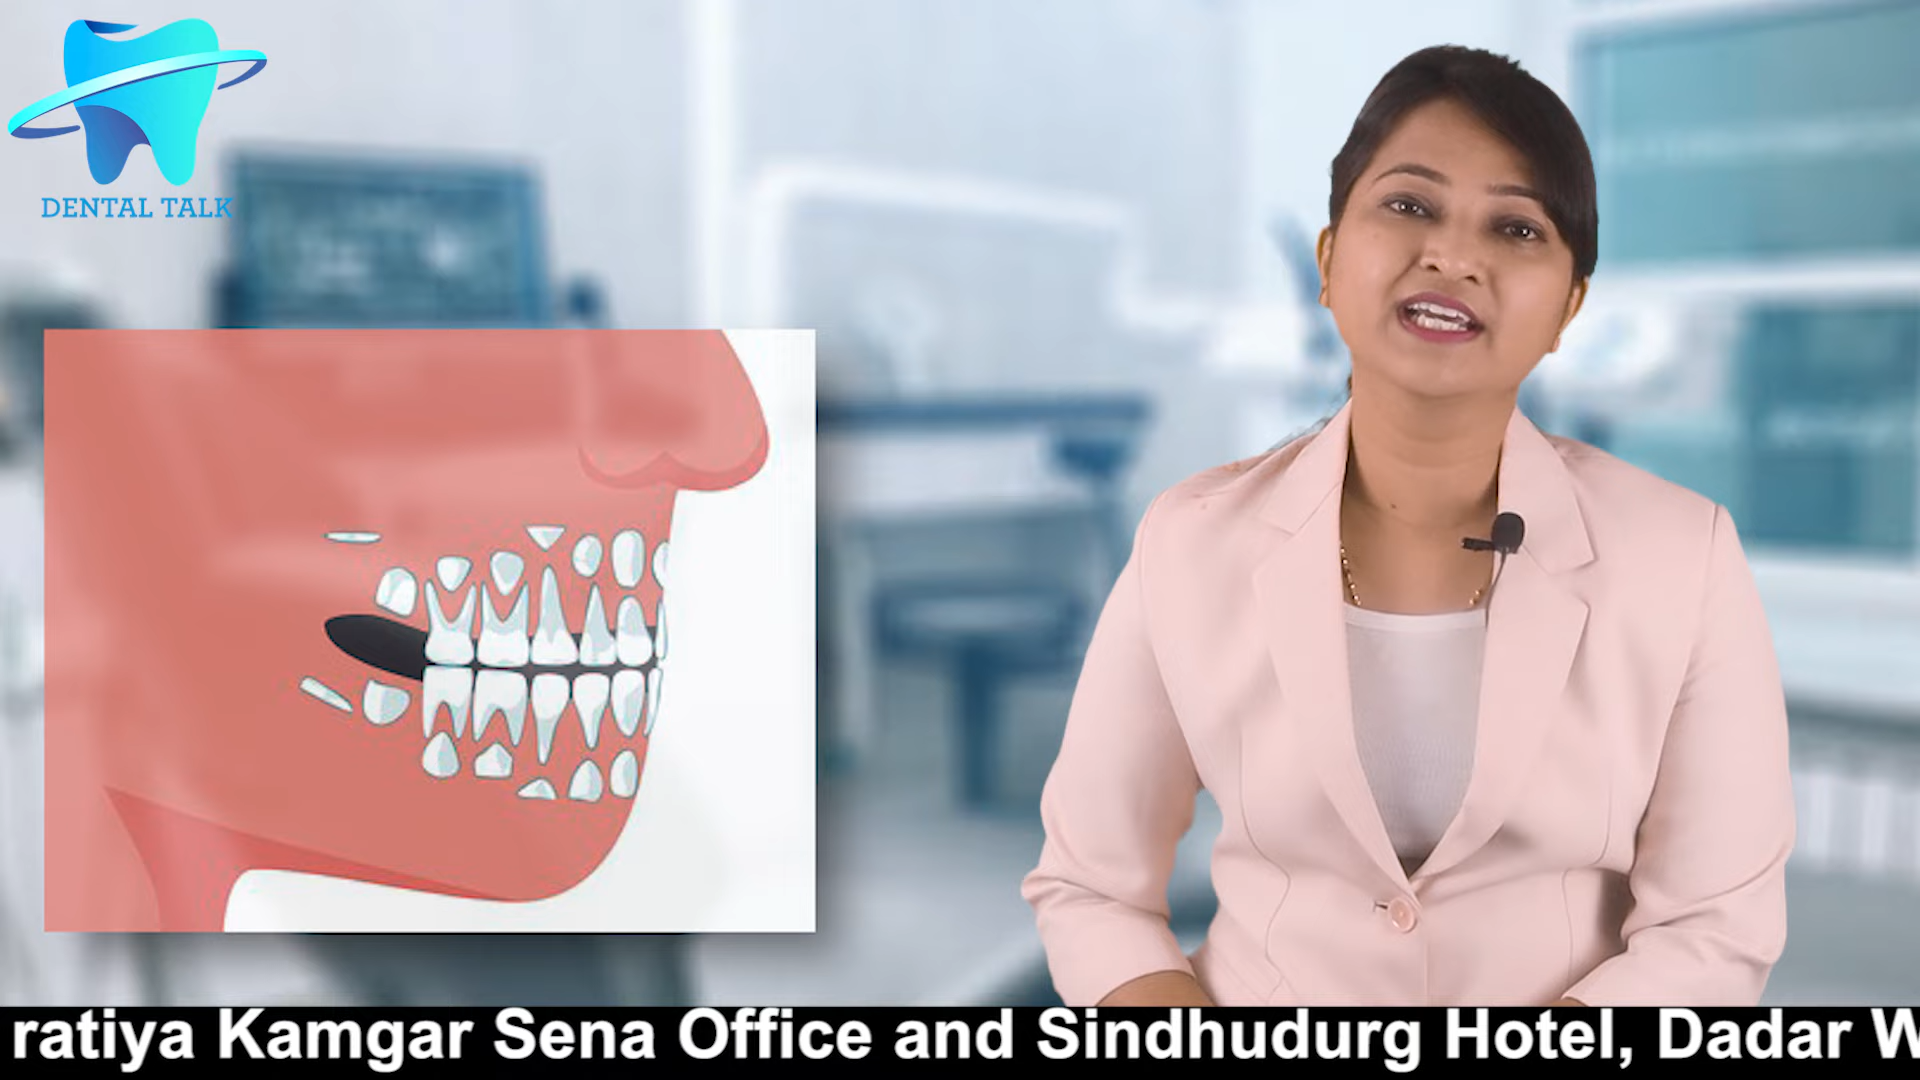 DENTAL TALK
ratiya Kamgar Sena Office and Sindhudurg Hotel, Dadar W